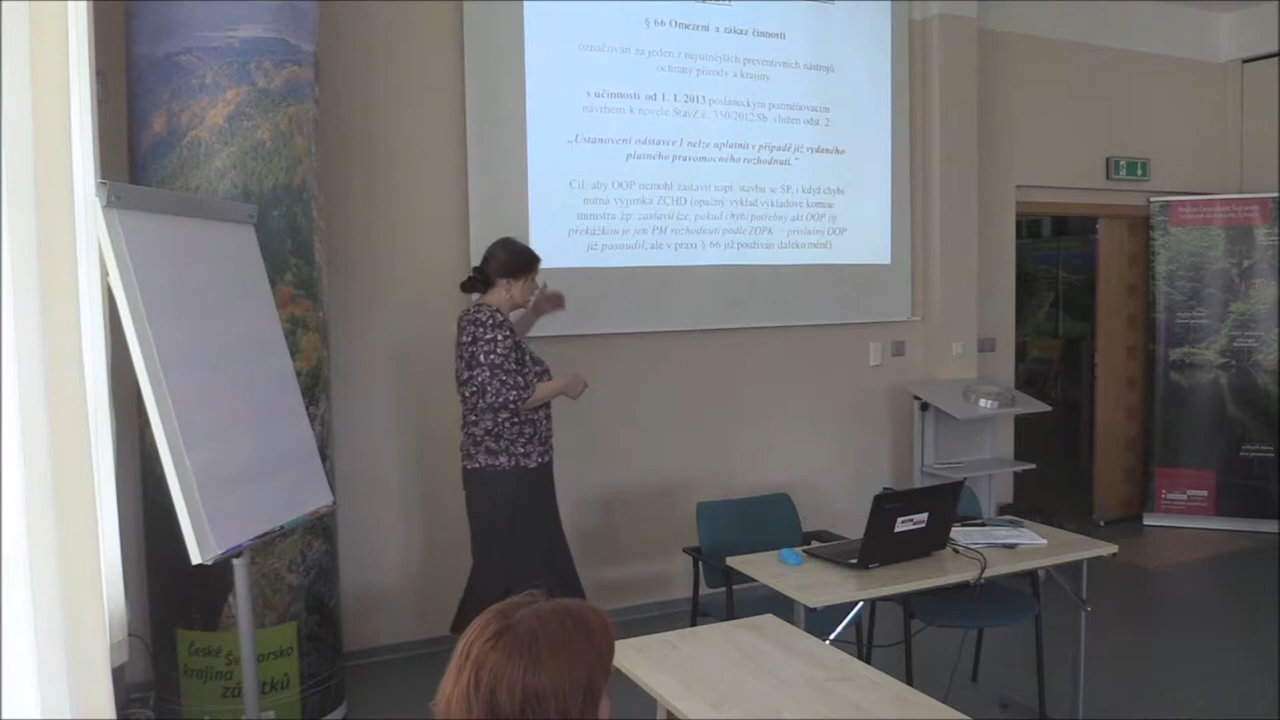 § 66 Omezení a zákaz činnosti
označován za jeden z nejúčinějších preventivních nástrojů
ochrany přírody a krajiny
s účinností od 1. 1. 2013 poslaneckým pozměňovacím
návrhem k novele StavZ č. 350/2012 Sb. vložen odst. 2:
„Ustanovení odstavce 1 nelze uplatnit v případě již vydaného
platného pravomocného rozhodnutí."
Cíl: aby OOP nemohl zastavit např. stavbu se SP, i když chybí
nutná výjimka ZCHD (opačný výklad výkladové komise
ministra žp: zastavit lze, pokud chybí potřebný akt OOP, tj.
překážkou je jen PM rozhodnutí podle ZOPK – příslušný OOP
již posoudil, ale v praxi § 66 již používán daleko méně)
České Švýcarsko
krajina
zážitků